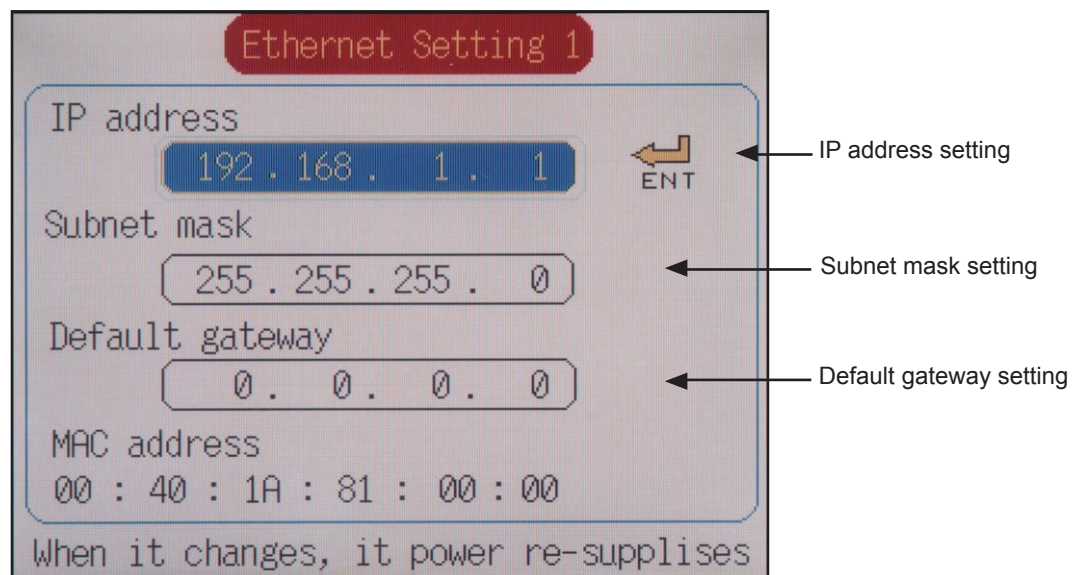 Ethernet Setting 1
IP address
192 . 168 . 1 . 1
ENT
IP address setting
Subnet mask
255 . 255 . 255 . 0
Subnet mask setting
Default gateway
0 . 0 . 0 . 0
Default gateway setting
MAC address
00 : 40 : 1A : 81 : 00 : 00
When it changes, it power re-supplises